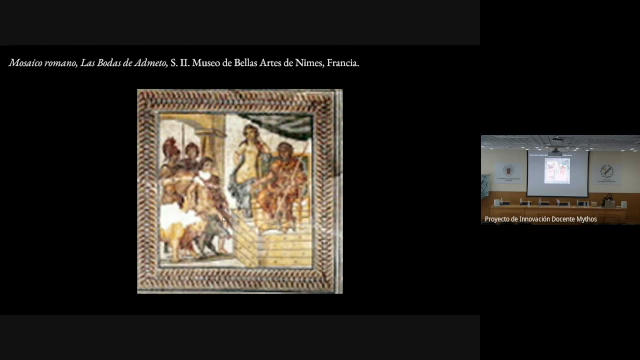 Mosaico romano, Las Bodas de Admeto, S. II. Museo de Bellas Artes de Nimes, Francia.
Proyecto de Innovación Docente Mythos